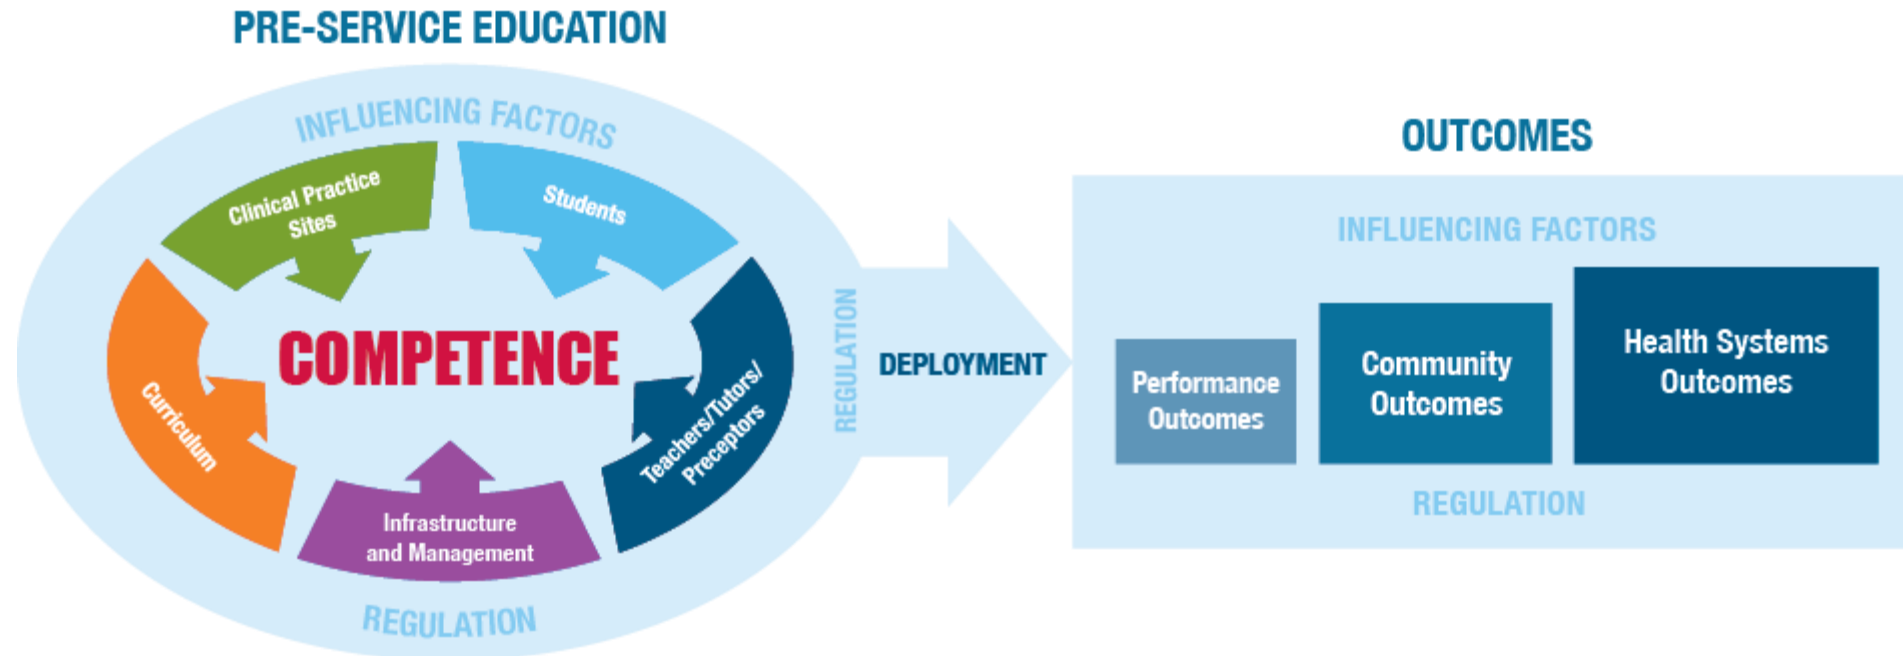 PRE-SERVICE EDUCATION
INFLUENCING FACTORS
Clinical Practice
Sites
Students
Curriculum
COMPETENCE
Teachers/Tutors/
Preceptors
Infrastructure
and Management
REGULATION
REGULATION
DEPLOYMENT
OUTCOMES
INFLUENCING FACTORS
Performance
Outcomes
Community
Outcomes
Health Systems
Outcomes
REGULATION